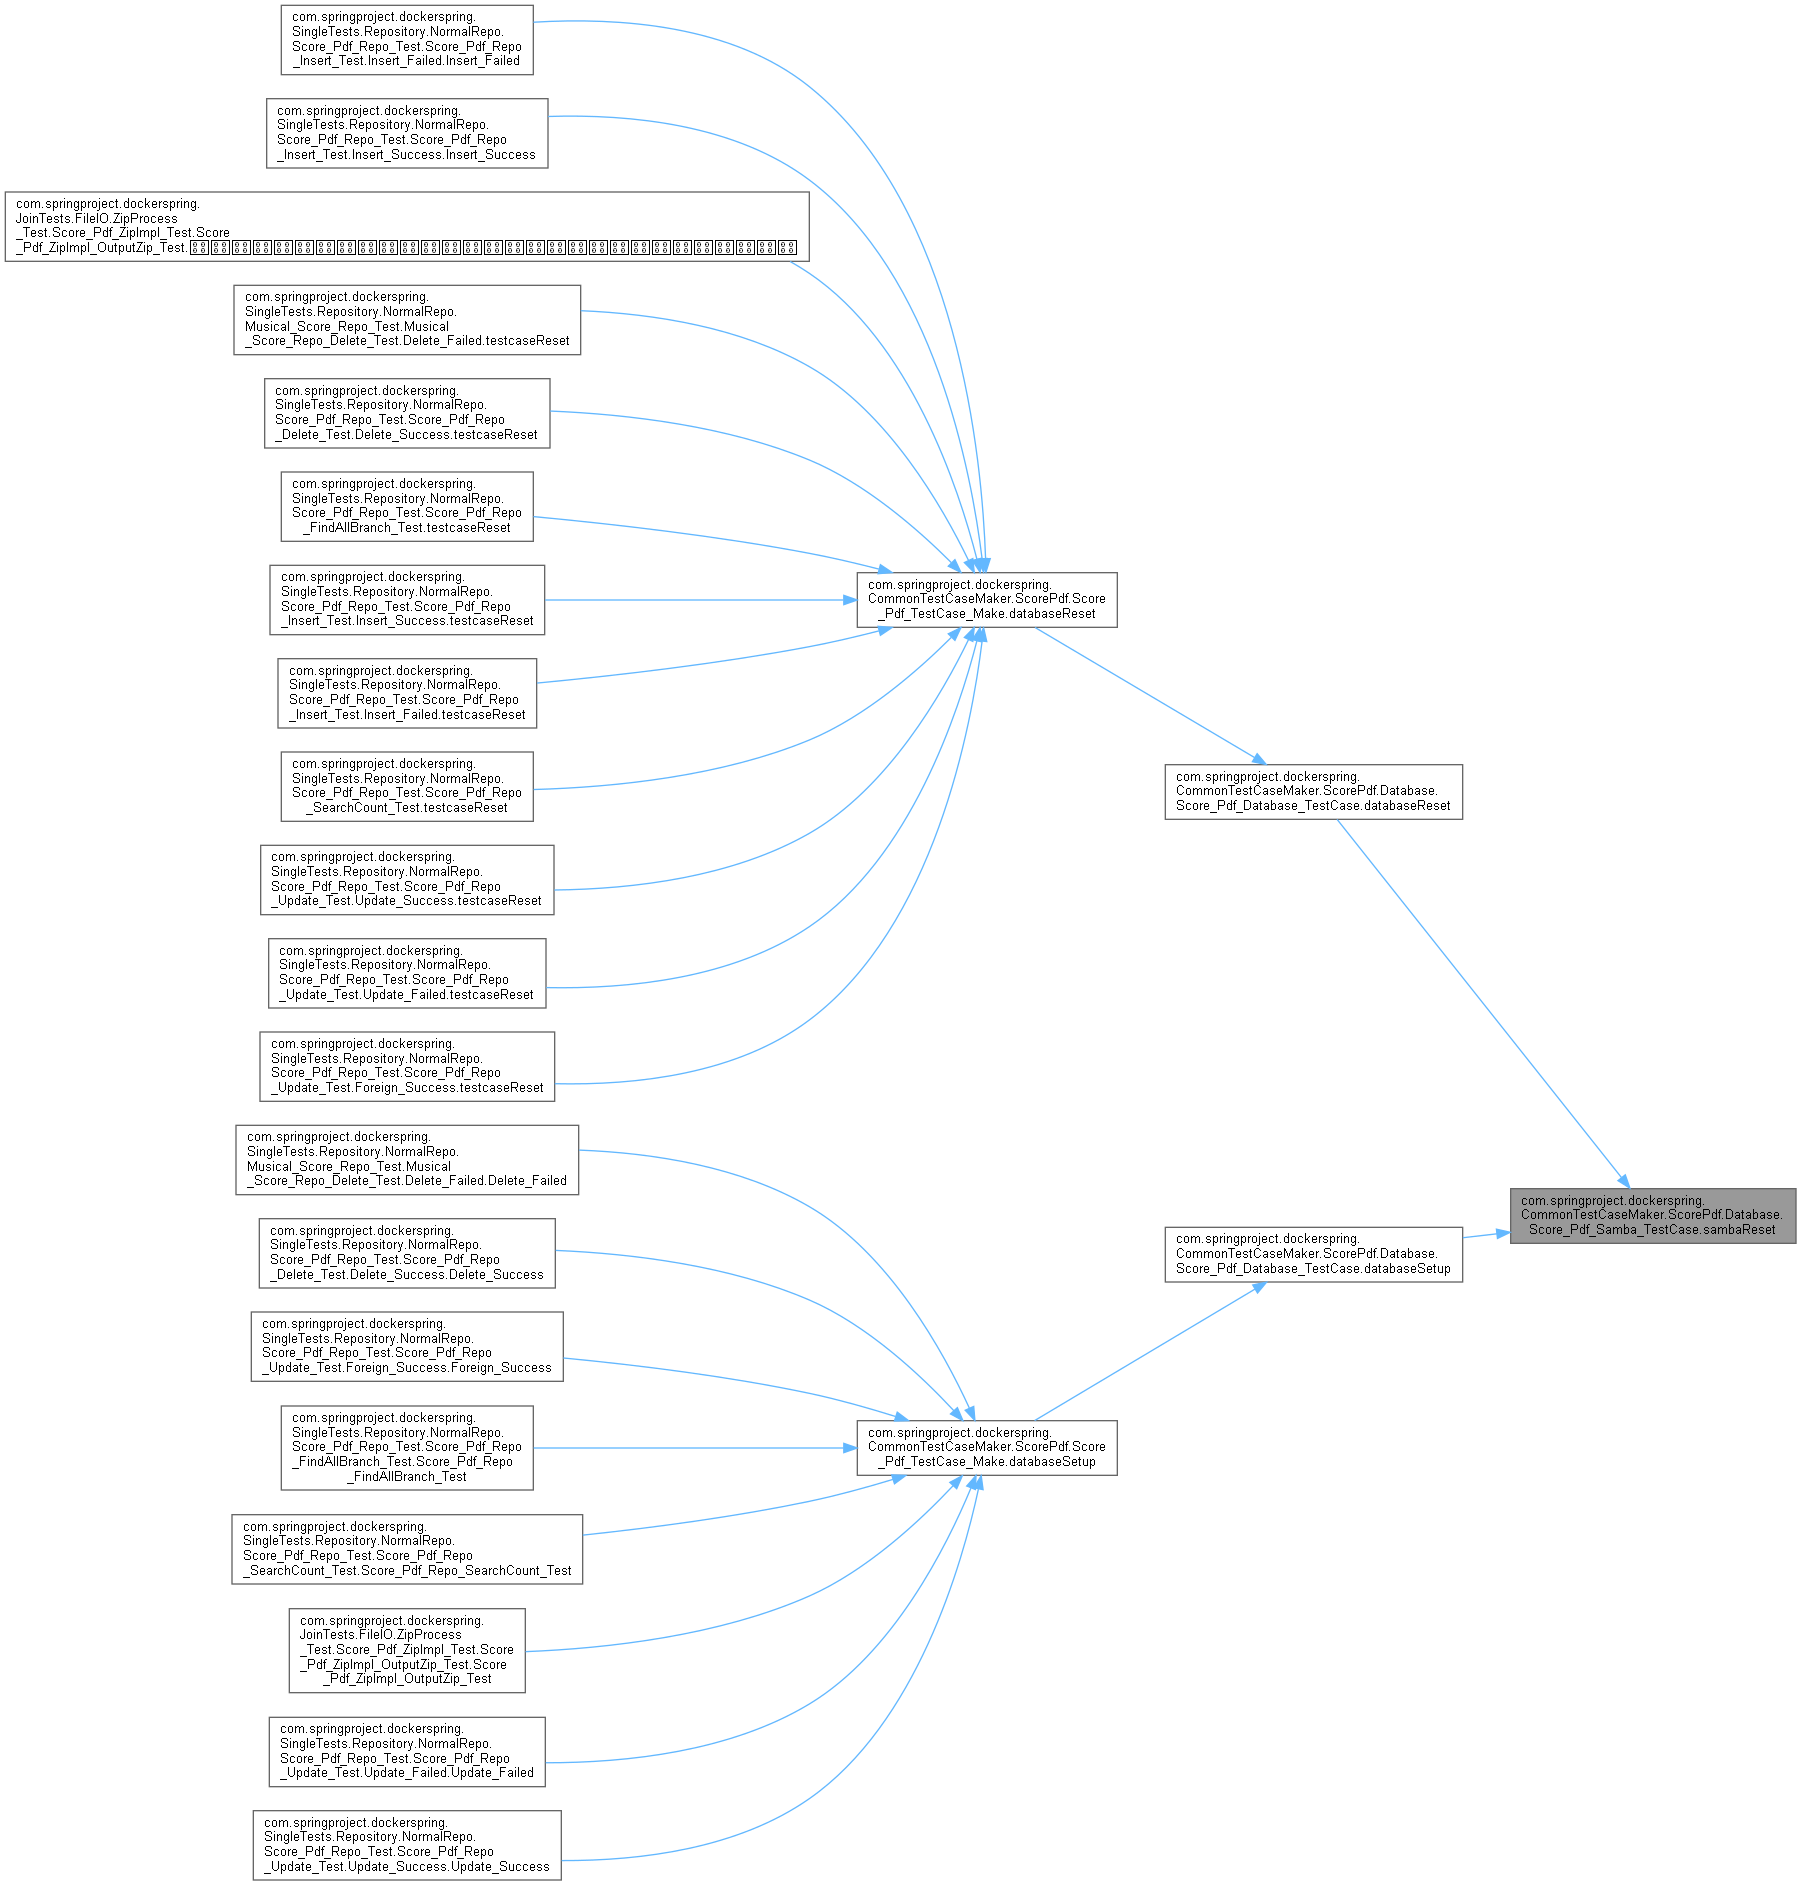 com.springproject.dockerspring.
SingleTests.Repository.NormalRepo.
Score_Pdf_Repo_Test.Score_Pdf_Repo
_Insert_Test.Insert_Failed.Insert_Failed
com.springproject.dockerspring.
SingleTests.Repository.NormalRepo.
Score_Pdf_Repo_Test.Score_Pdf_Repo
_Insert_Test.Insert_Success.Insert_Success
com.springproject.dockerspring.
JoinTests.FileIO.ZipProcess
_Test.Score_Pdf_ZipImpl_Test.Score
_Pdf_ZipImpl_OutputZip_Test.
com.springproject.dockerspring.
SingleTests.Repository.NormalRepo.
Musical_Score_Repo_Test.Musical
_Score_Repo_Delete_Test.Delete_Failed.testcaseReset
com.springproject.dockerspring.
SingleTests.Repository.NormalRepo.
Score_Pdf_Repo_Test.Score_Pdf_Repo
_Delete_Test.Delete_Success.testcaseReset
com.springproject.dockerspring.
SingleTests.Repository.NormalRepo.
Score_Pdf_Repo_Test.Score_Pdf_Repo
_FindAllBranch_Test.testcaseReset
com.springproject.dockerspring.
SingleTests.Repository.NormalRepo.
Score_Pdf_Repo_Test.Score_Pdf_Repo
_Insert_Test.Insert_Success.testcaseReset
com.springproject.dockerspring.
SingleTests.Repository.NormalRepo.
Score_Pdf_Repo_Test.Score_Pdf_Repo
_Insert_Test.Insert_Failed.testcaseReset
com.springproject.dockerspring.
SingleTests.Repository.NormalRepo.
Score_Pdf_Repo_Test.Score_Pdf_Repo
_SearchCount_Test.testcaseReset
com.springproject.dockerspring.
SingleTests.Repository.NormalRepo.
Score_Pdf_Repo_Test.Score_Pdf_Repo
_Update_Test.Update_Success.testcaseReset
com.springproject.dockerspring.
SingleTests.Repository.NormalRepo.
Score_Pdf_Repo_Test.Score_Pdf_Repo
_Update_Test.Update_Failed.testcaseReset
com.springproject.dockerspring.
SingleTests.Repository.NormalRepo.
Score_Pdf_Repo_Test.Score_Pdf_Repo
_Update_Test.Foreign_Success.testcaseReset
com.springproject.dockerspring.
SingleTests.Repository.NormalRepo.
Musical_Score_Repo_Test.Musical
_Score_Repo_Delete_Test.Delete_Failed.Delete_Failed
com.springproject.dockerspring.
SingleTests.Repository.NormalRepo.
Score_Pdf_Repo_Test.Score_Pdf_Repo
_Delete_Test.Delete_Success.Delete_Success
com.springproject.dockerspring.
SingleTests.Repository.NormalRepo.
Score_Pdf_Repo_Test.Score_Pdf_Repo
_Update_Test.Foreign_Success.Foreign_Success
com.springproject.dockerspring.
SingleTests.Repository.NormalRepo.
Score_Pdf_Repo_Test.Score_Pdf_Repo
_FindAllBranch_Test.Score_Pdf_Repo
_FindAllBranch_Test
com.springproject.dockerspring.
SingleTests.Repository.NormalRepo.
Score_Pdf_Repo_Test.Score_Pdf_Repo
_SearchCount_Test.Score_Pdf_Repo_SearchCount_Test
com.springproject.dockerspring.
JoinTests.FileIO.ZipProcess
_Test.Score_Pdf_ZipImpl_Test.Score
_Pdf_ZipImpl_OutputZip_Test.Score
_Pdf_ZipImpl_OutputZip_Test
com.springproject.dockerspring.
SingleTests.Repository.NormalRepo.
Score_Pdf_Repo_Test.Score_Pdf_Repo
_Update_Test.Update_Failed.Update_Failed
com.springproject.dockerspring.
SingleTests.Repository.NormalRepo.
Score_Pdf_Repo_Test.Score_Pdf_Repo
_Update_Test.Update_Success.Update_Success
com.springproject.dockerspring.
CommonTestCaseMaker.ScorePdf.Score
_Pdf_TestCase_Make.databaseReset
com.springproject.dockerspring.
CommonTestCaseMaker.ScorePdf.Score
_Pdf_TestCase_Make.databaseSetup
com.springproject.dockerspring.
CommonTestCaseMaker.ScorePdf.Database.
Score_Pdf_Database_TestCase.databaseReset
com.springproject.dockerspring.
CommonTestCaseMaker.ScorePdf.Database.
Score_Pdf_Database_TestCase.databaseSetup
com.springproject.dockerspring.
CommonTestCaseMaker.ScorePdf.Database.
Score_Pdf_Samba_TestCase.sambaReset